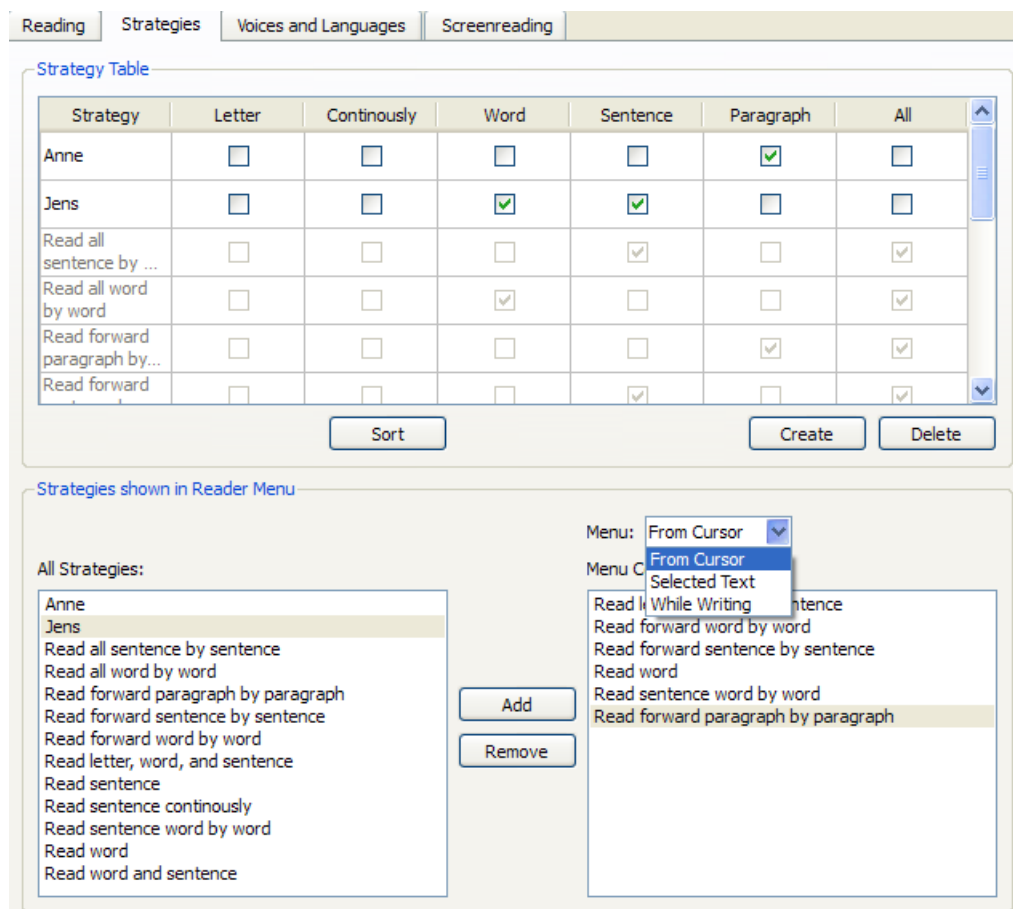 Reading Strategies Voices and Languages Screenreading
Strategy Table
Strategy Letter Continously Word Sentence Paragraph All
Anne
Jens
Read all
sentence by ...
Read all word
by word
Read forward
paragraph by...
Read forward
Sort Create Delete
Strategies shown in Reader Menu
Menu: From Cursor
From Cursor
Selected Text
While Writing
All Strategies:
Anne
Jens
Read all sentence by sentence
Read all word by word
Read forward paragraph by paragraph
Read forward sentence by sentence
Read forward word by word
Read letter, word, and sentence
Read sentence
Read sentence continously
Read sentence word by word
Read word
Read word and sentence
Add
Remove
Menu C
Read
Read forward word by word
Read forward sentence by sentence
Read word
Read sentence word by word
Read forward paragraph by paragraph